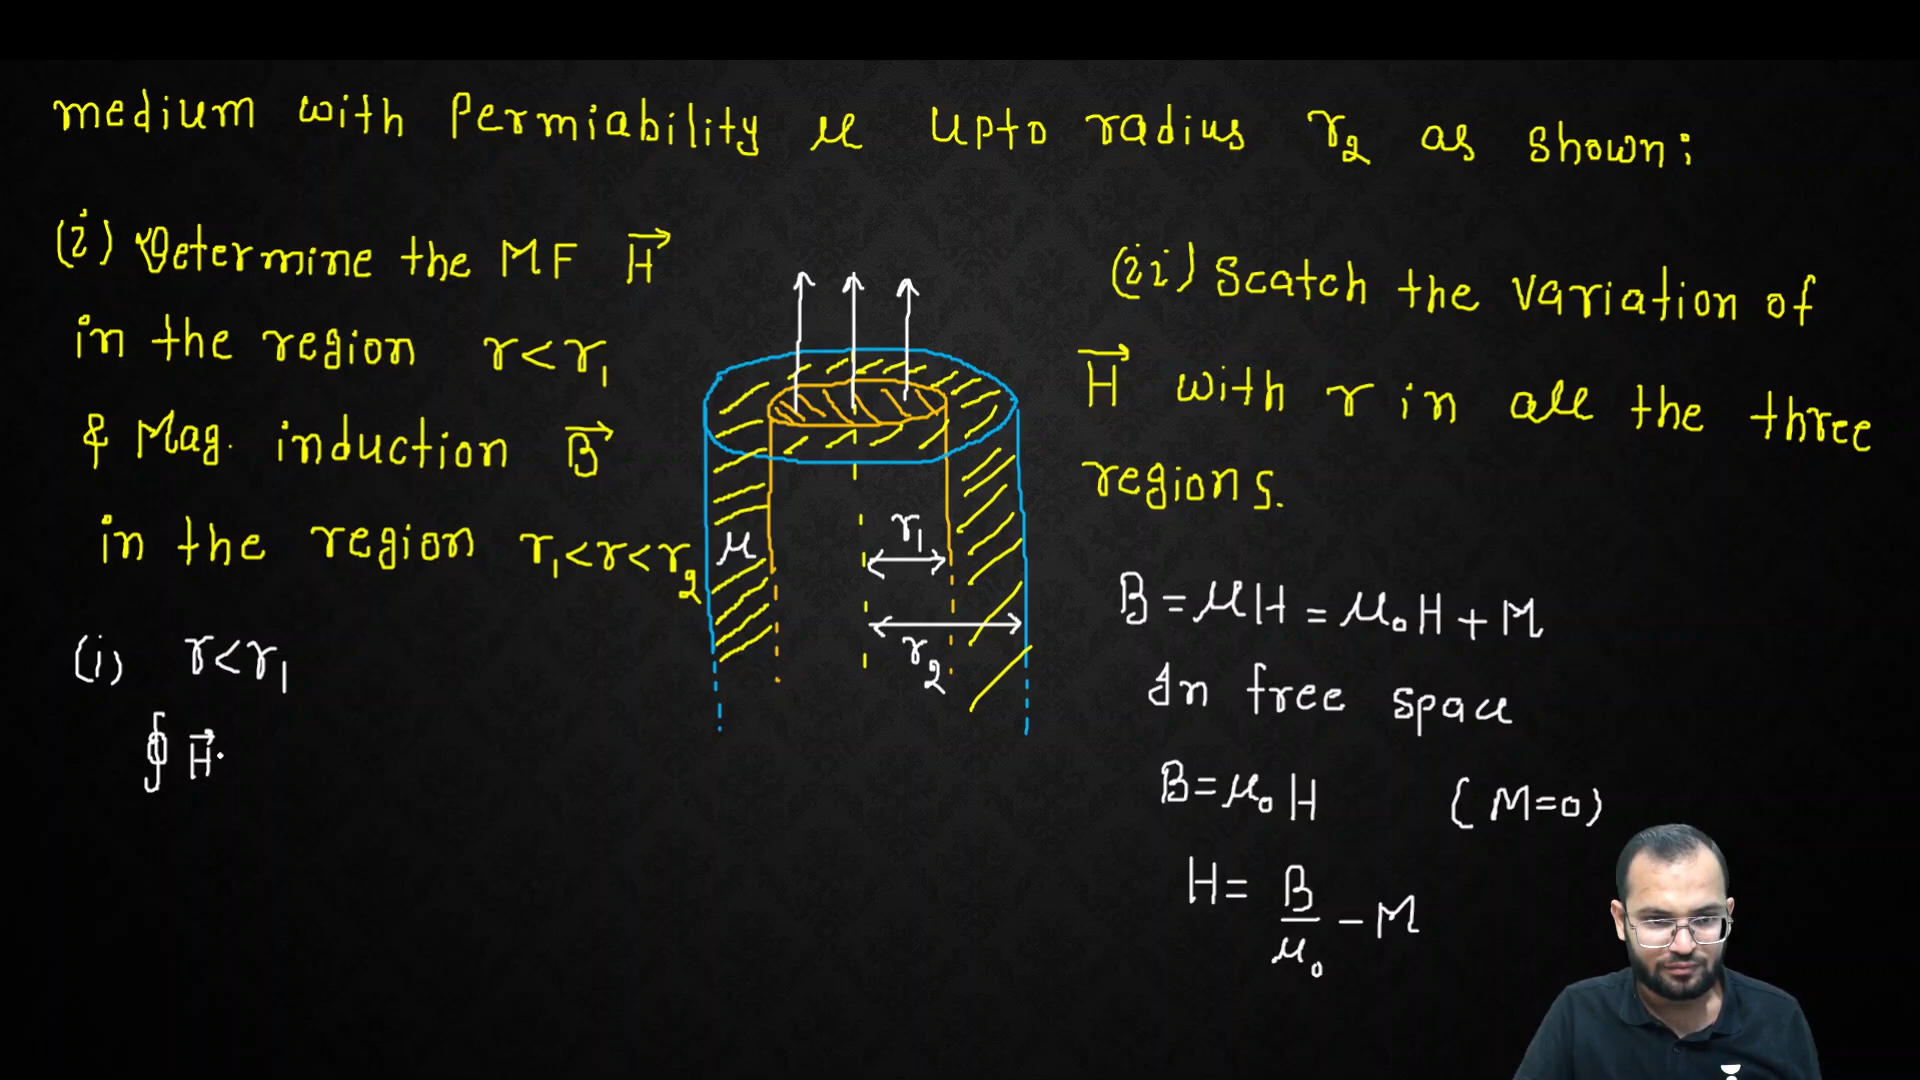 medium with Permiability μ upto radius r₂ as shown:
(i) Determine the MF H⃗
in the region r<r₁
& Mag. induction B⃗
in the region r₁<r<r₂
(ii) Scatch the variation of
H⃗ with r in all the three
regions.
μ
r₁
r₂
(i) r<r₁
∮ H⃗·
B=μH=μ₀H+M
In free space
B=μ₀H (M=0)
H= B/μ₀ −M